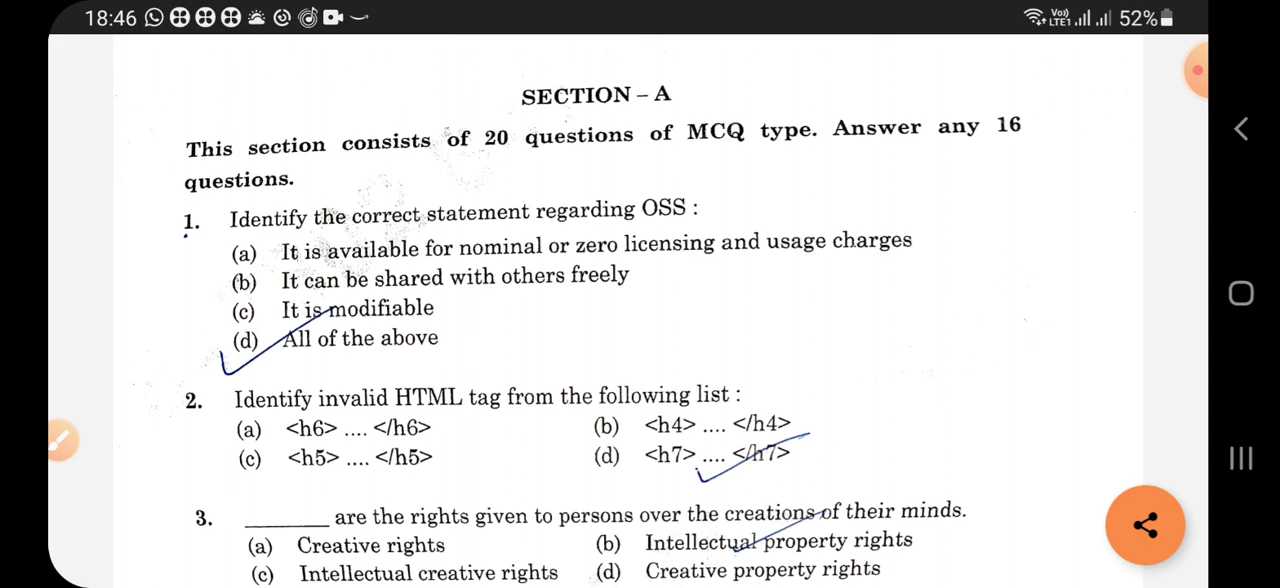 18:46
Vo)) LTE1 52%
SECTION – A
This section consists of 20 questions of MCQ type. Answer any 16
questions.
1. Identify the correct statement regarding OSS :
(a) It is available for nominal or zero licensing and usage charges
(b) It can be shared with others freely
(c) It is modifiable
(d) All of the above
2. Identify invalid HTML tag from the following list :
(a) <h6> .... </h6> (b) <h4> .... </h4>
(c) <h5> .... </h5> (d) <h7> .... </h7>
3. ________ are the rights given to persons over the creations of their minds.
(a) Creative rights (b) Intellectual property rights
(c) Intellectual creative rights (d) Creative property rights